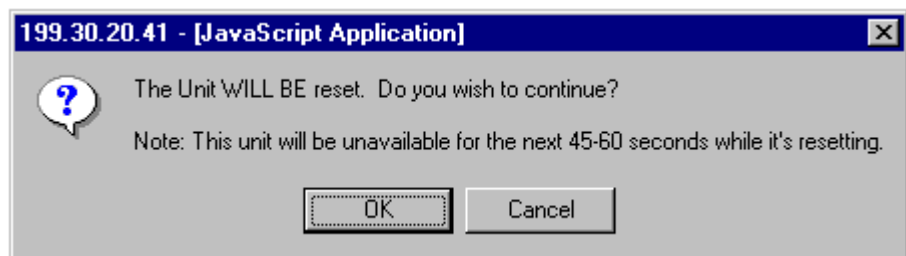 199.30.20.41 - [JavaScript Application]
The Unit WILL BE reset.  Do you wish to continue?
Note: This unit will be unavailable for the next 45-60 seconds while it's resetting.
OK
Cancel